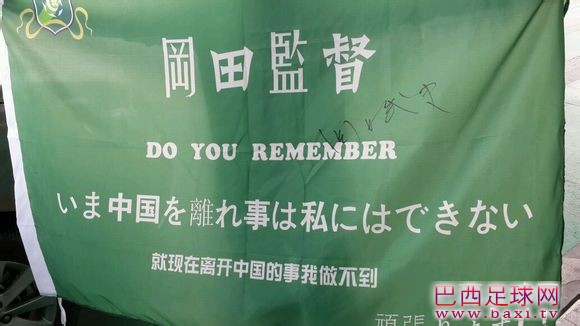 岡田監督
DO YOU REMEMBER
いま中国を離れ事は私にはできない
就现在离开中国的事我做不到
頑張
巴西足球网
www.baxi.tv